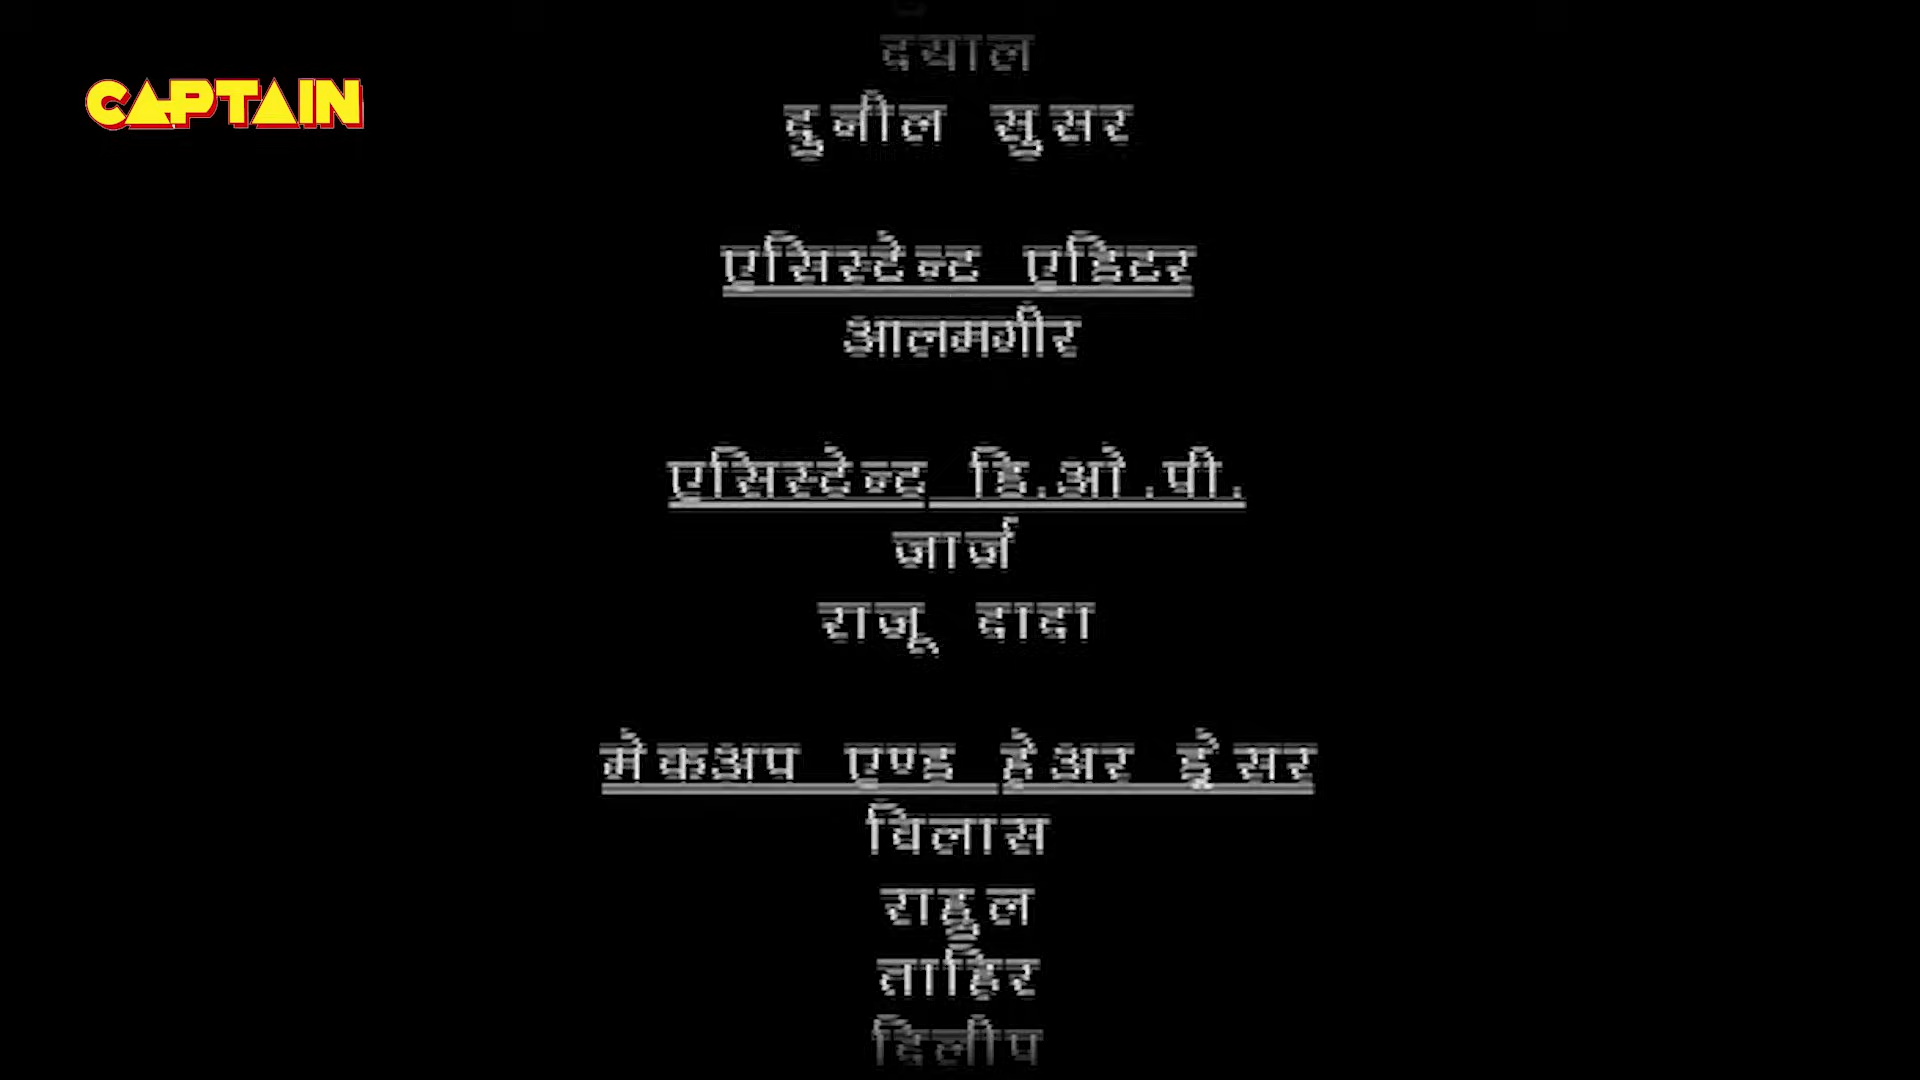 CAPTAIN
दयाल
दुनील सुसर
एसिस्टेन्ट एडिटर
आलमगीर
एसिस्टेन्ट डि.ओ.पी.
जार्ज
राजू दादा
मेकअप एण्ड हेअर ड्रेसर
विलास
राहुल
ताहिर
दिलीप